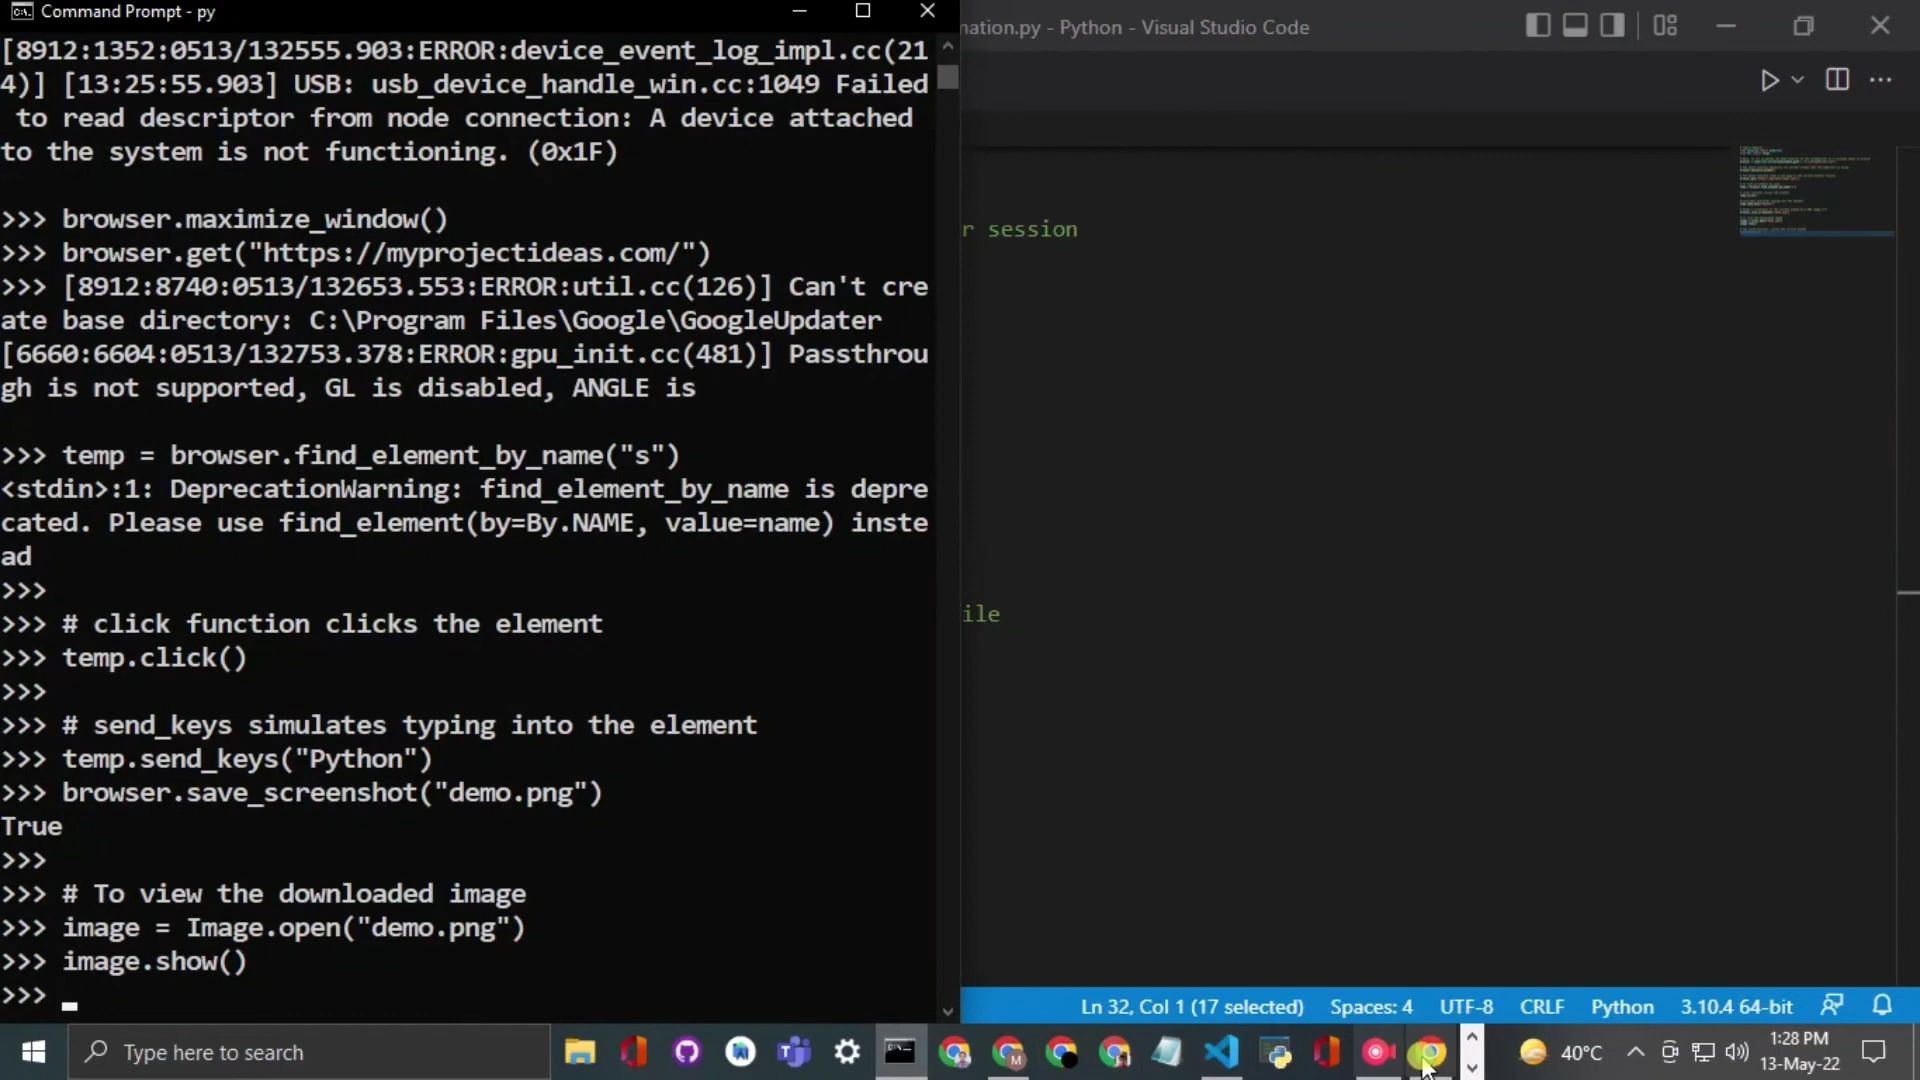 Command Prompt - py
mation.py - Python - Visual Studio Code
[8912:1352:0513/132555.903:ERROR:device_event_log_impl.cc(21
4)] [13:25:55.903] USB: usb_device_handle_win.cc:1049 Failed
to read descriptor from node connection: A device attached
to the system is not functioning. (0x1F)
>>> browser.maximize_window()
r session
>>> browser.get("https://myprojectideas.com/")
>>> [8912:8740:0513/132653.553:ERROR:util.cc(126)] Can't cre
ate base directory: C:\Program Files\Google\GoogleUpdater
[6660:6604:0513/132753.378:ERROR:gpu_init.cc(481)] Passthrou
gh is not supported, GL is disabled, ANGLE is
>>> temp = browser.find_element_by_name("s")
<stdin>:1: DeprecationWarning: find_element_by_name is depre
cated. Please use find_element(by=By.NAME, value=name) inste
ad
>>>
>>> # click function clicks the element
ile
>>> temp.click()
>>>
>>> # send_keys simulates typing into the element
>>> temp.send_keys("Python")
>>> browser.save_screenshot("demo.png")
True
>>>
>>> # To view the downloaded image
>>> image = Image.open("demo.png")
>>> image.show()
>>>
Ln 32, Col 1 (17 selected) Spaces: 4 UTF-8 CRLF Python 3.10.4 64-bit
Type here to search
40°C
1:28 PM
13-May-22